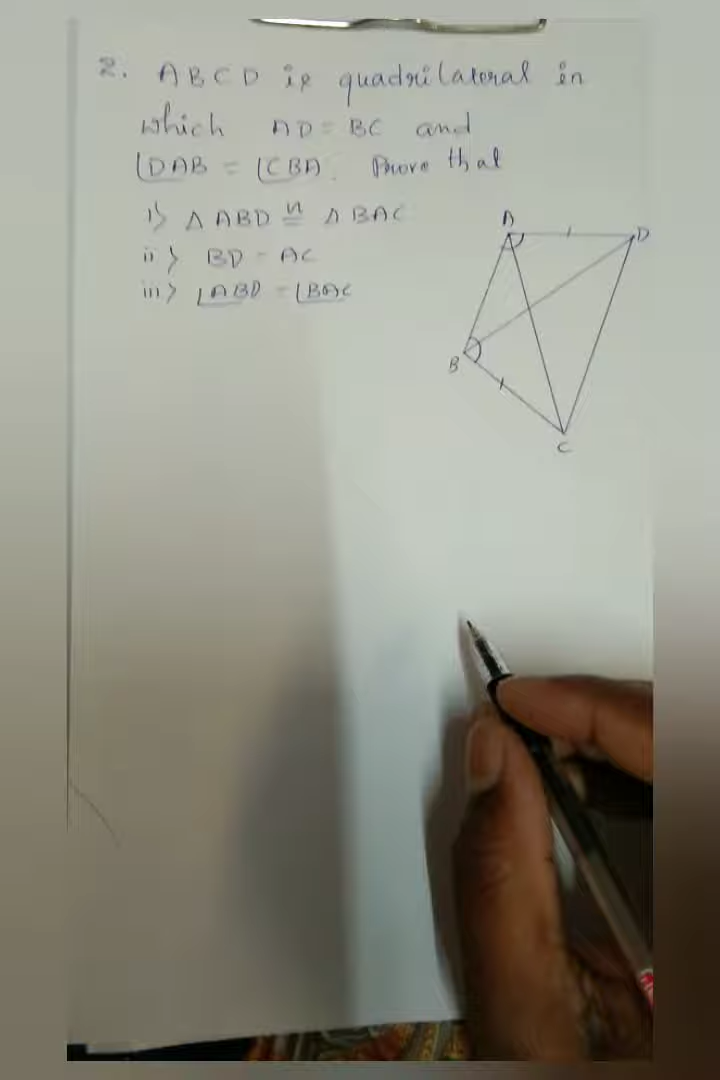 2. ABCD is quadrilateral in
which AD = BC and
∠DAB = ∠CBA. Prove that
i> △ ABD ≅ △ BAC
ii> BD = AC
iii> ∠ABD = ∠BAC
A
D
B
C